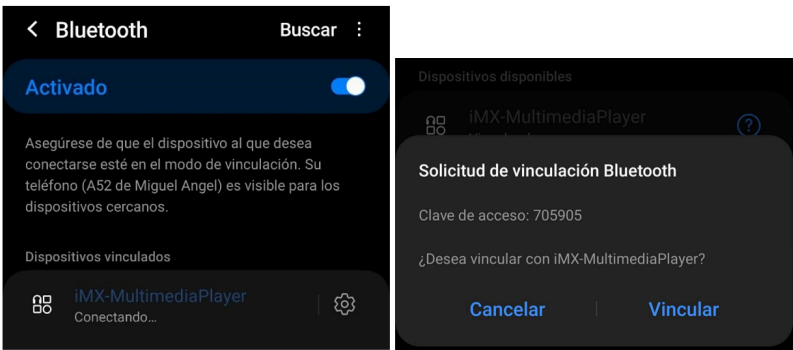 Bluetooth Buscar
Activado
Asegúrese de que el dispositivo al que desea
conectarse esté en el modo de vinculación. Su
teléfono (A52 de Miguel Angel) es visible para los
dispositivos cercanos.
Dispositivos vinculados
iMX-MultimediaPlayer
Conectando...
Dispositivos disponibles
iMX-MultimediaPlayer
Solicitud de vinculación Bluetooth
Clave de acceso: 705905
¿Desea vincular con iMX-MultimediaPlayer?
Cancelar Vincular